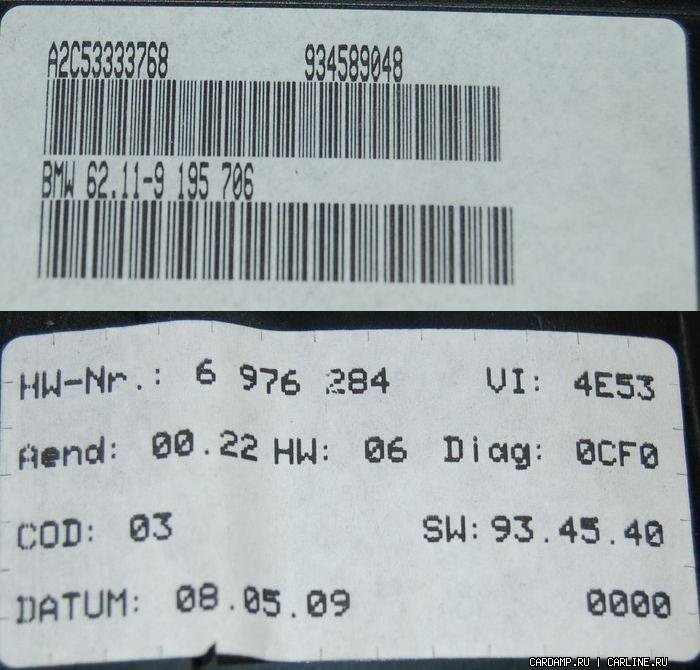 A2C53333768 934589048
BMW 62.11-9 195 706
HW-Nr.: 6 976 284 VI: 4E53
Aend: 00.22 HW: 06 Diag: 0CF0
COD: 03 SW: 93.45.40
DATUM: 08.05.09 0000
CARDAMP.RU | CARLINE.RU